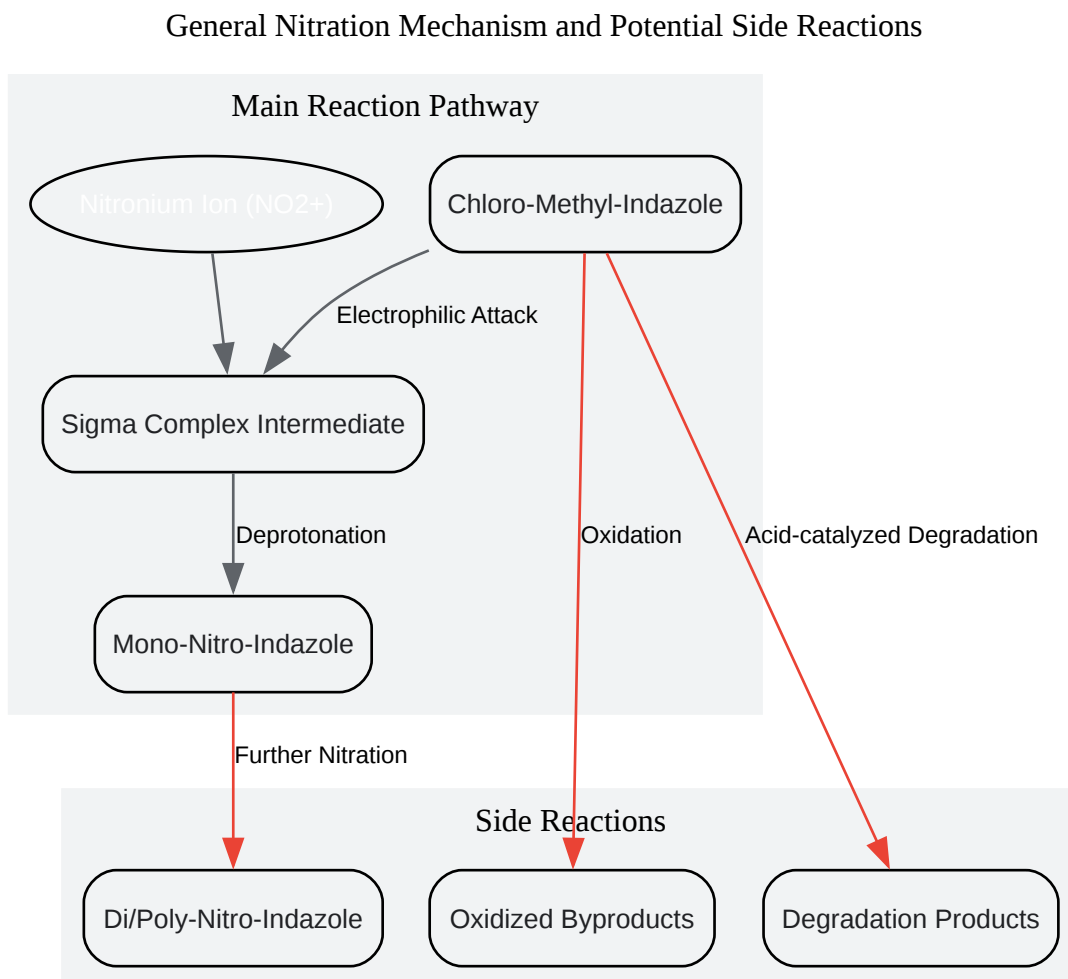 General Nitration Mechanism and Potential Side Reactions
Main Reaction Pathway
Nitronium Ion (NO2+)
Chloro-Methyl-Indazole
Electrophilic Attack
Sigma Complex Intermediate
Deprotonation
Oxidation
Acid-catalyzed Degradation
Mono-Nitro-Indazole
Further Nitration
Side Reactions
Di/Poly-Nitro-Indazole
Oxidized Byproducts
Degradation Products